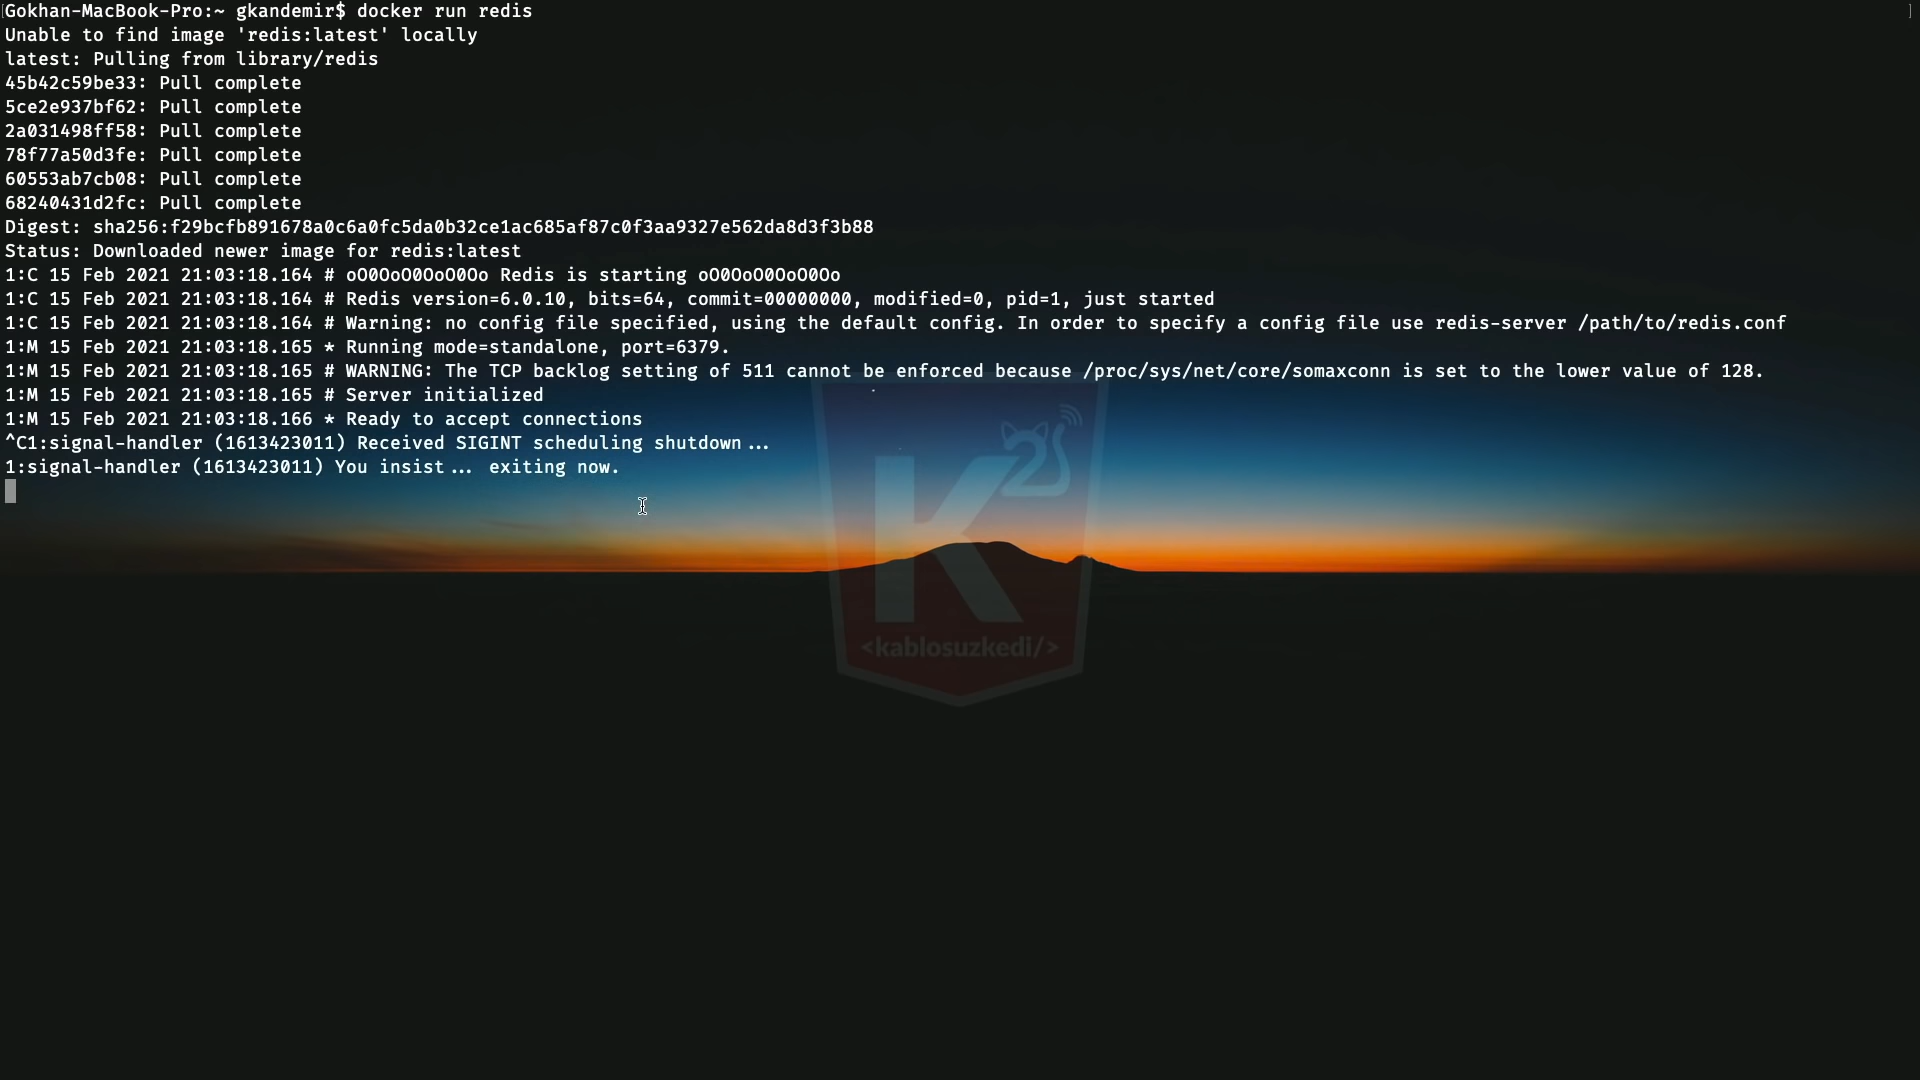 Gokhan-MacBook-Pro:~ gkandemir$ docker run redis
Unable to find image 'redis:latest' locally
latest: Pulling from library/redis
45b42c59be33: Pull complete
5ce2e937bf62: Pull complete
2a031498ff58: Pull complete
78f77a50d3fe: Pull complete
60553ab7cb08: Pull complete
68240431d2fc: Pull complete
Digest: sha256:f29bcfb891678a0c6a0fc5da0b32ce1ac685af87c0f3aa9327e562da8d3f3b88
Status: Downloaded newer image for redis:latest
1:C 15 Feb 2021 21:03:18.164 # oO0OoO0OoO0Oo Redis is starting oO0OoO0OoO0Oo
1:C 15 Feb 2021 21:03:18.164 # Redis version=6.0.10, bits=64, commit=00000000, modified=0, pid=1, just started
1:C 15 Feb 2021 21:03:18.164 # Warning: no config file specified, using the default config. In order to specify a config file use redis-server /path/to/redis.conf
1:M 15 Feb 2021 21:03:18.165 * Running mode=standalone, port=6379.
1:M 15 Feb 2021 21:03:18.165 # WARNING: The TCP backlog setting of 511 cannot be enforced because /proc/sys/net/core/somaxconn is set to the lower value of 128.
1:M 15 Feb 2021 21:03:18.165 # Server initialized
1:M 15 Feb 2021 21:03:18.166 * Ready to accept connections
^C1:signal-handler (1613423011) Received SIGINT scheduling shutdown...
1:signal-handler (1613423011) You insist... exiting now.
K2
<kablosuzkedi/>